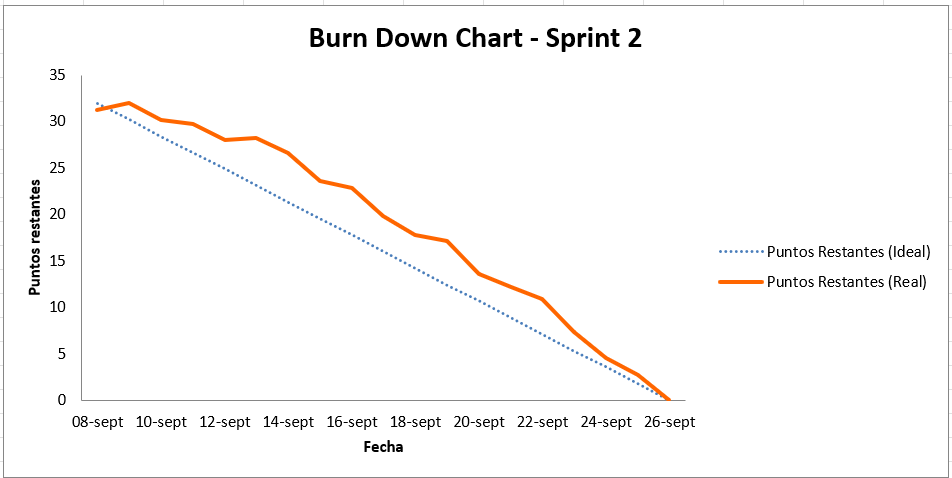 Burn Down Chart - Sprint 2
Puntos restantes
35
30
25
20
15
10
5
0
08-sept 10-sept 12-sept 14-sept 16-sept 18-sept 20-sept 22-sept 24-sept 26-sept
Fecha
Puntos Restantes (Ideal)
Puntos Restantes (Real)